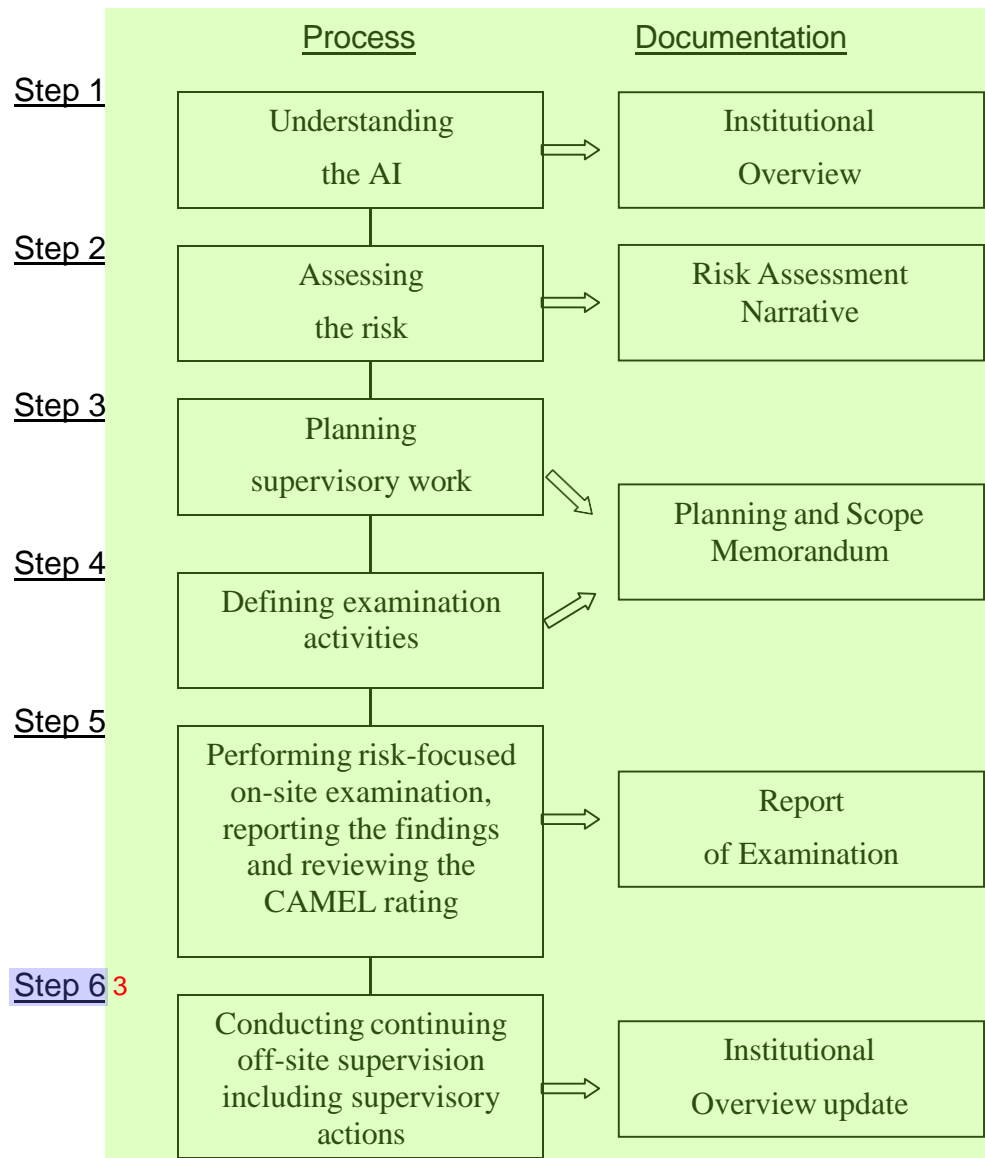 Process Documentation
Step 1
Understanding
the AI
Institutional
Overview
Step 2
Assessing
the risk
Risk Assessment
Narrative
Step 3
Planning
supervisory work
Planning and Scope
Memorandum
Step 4
Defining examination
activities
Step 5
Performing risk-focused
on-site examination,
reporting the findings
and reviewing the
CAMEL rating
Report
of Examination
Step 6 3
Conducting continuing
off-site supervision
including supervisory
actions
Institutional
Overview update